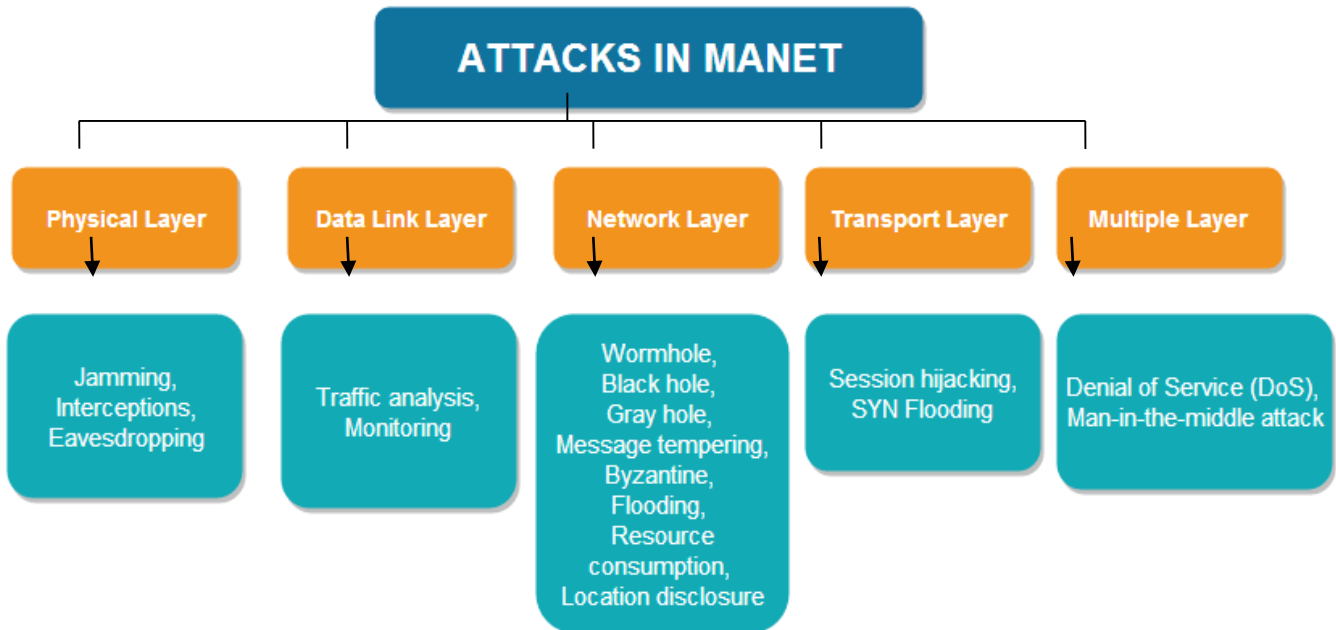 ATTACKS IN MANET
Physical Layer
Data Link Layer
Network Layer
Transport Layer
Multiple Layer
Jamming,
Interceptions,
Eavesdropping
Traffic analysis,
Monitoring
Wormhole,
Black hole,
Gray hole,
Message tempering,
Byzantine,
Flooding,
Resource
consumption,
Location disclosure
Session hijacking,
SYN Flooding
Denial of Service (DoS),
Man-in-the-middle attack